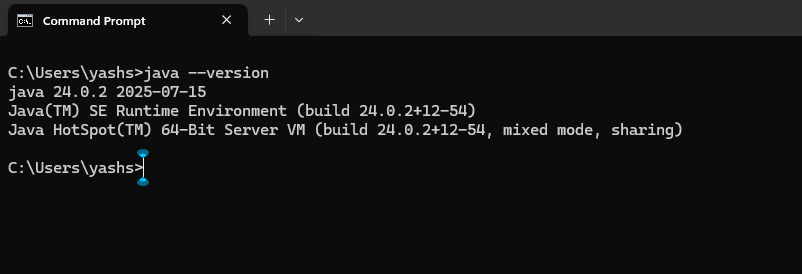 Command Prompt
C:\Users\yashs>java --version
java 24.0.2 2025-07-15
Java(TM) SE Runtime Environment (build 24.0.2+12-54)
Java HotSpot(TM) 64-Bit Server VM (build 24.0.2+12-54, mixed mode, sharing)
C:\Users\yashs>